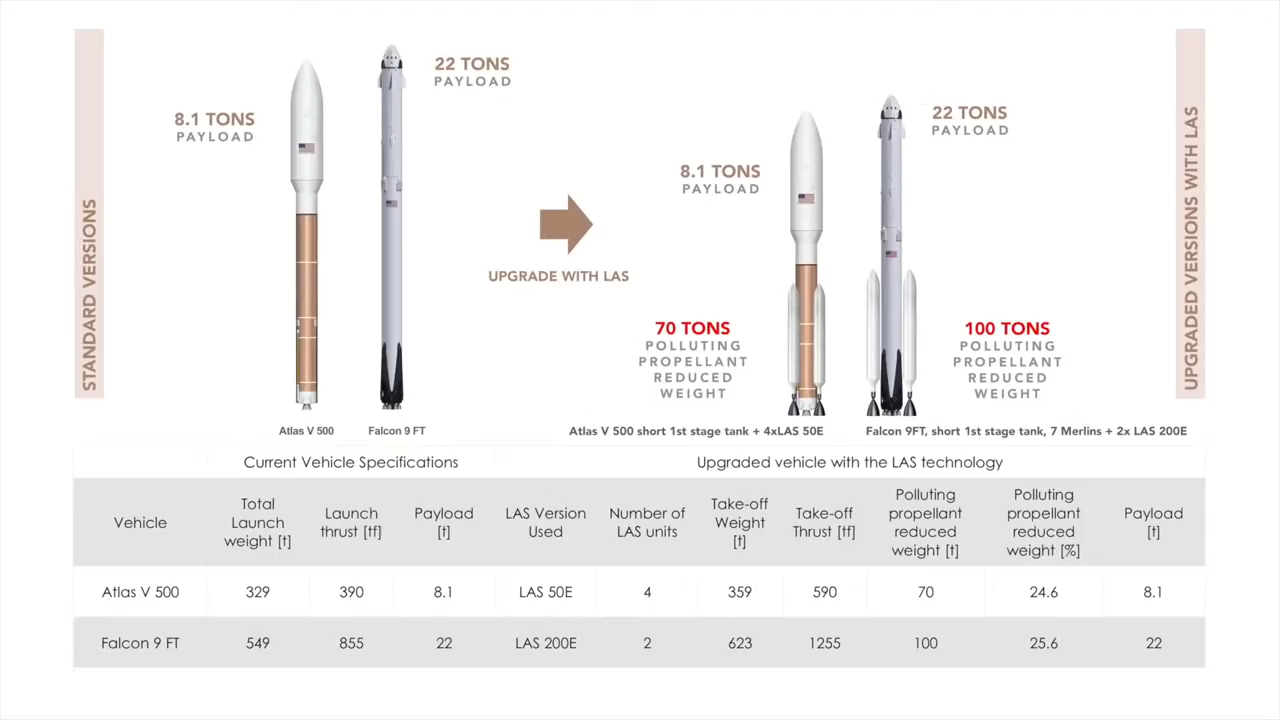 STANDARD VERSIONS
8.1 TONS
PAYLOAD
22 TONS
PAYLOAD
UPGRADE WITH LAS
8.1 TONS
PAYLOAD
22 TONS
PAYLOAD
70 TONS
POLLUTING
PROPELLANT
REDUCED
WEIGHT
100 TONS
POLLUTING
PROPELLANT
REDUCED
WEIGHT
UPGRADED VERSIONS WITH LAS
Atlas V 500
Falcon 9 FT
Atlas V 500 short 1st stage tank + 4xLAS 50E
Falcon 9FT, short 1st stage tank, 7 Merlins + 2x LAS 200E
Current Vehicle Specifications
Upgraded vehicle with the LAS technology
Vehicle
Total
Launch
weight [t]
Launch
thrust [tf]
Payload
[t]
LAS Version
Used
Number of
LAS units
Take-off
Weight
[t]
Take-off
Thrust [tf]
Polluting
propellant
reduced
weight [t]
Polluting
propellant
reduced
weight [%]
Payload
[t]
Atlas V 500 329 390 8.1 LAS 50E 4 359 590 70 24.6 8.1
Falcon 9 FT 549 855 22 LAS 200E 2 623 1255 100 25.6 22